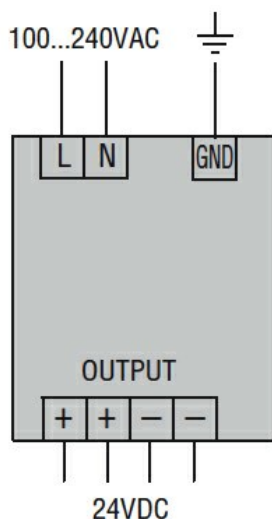 100...240VAC
L N GND
OUTPUT
+ + − −
24VDC